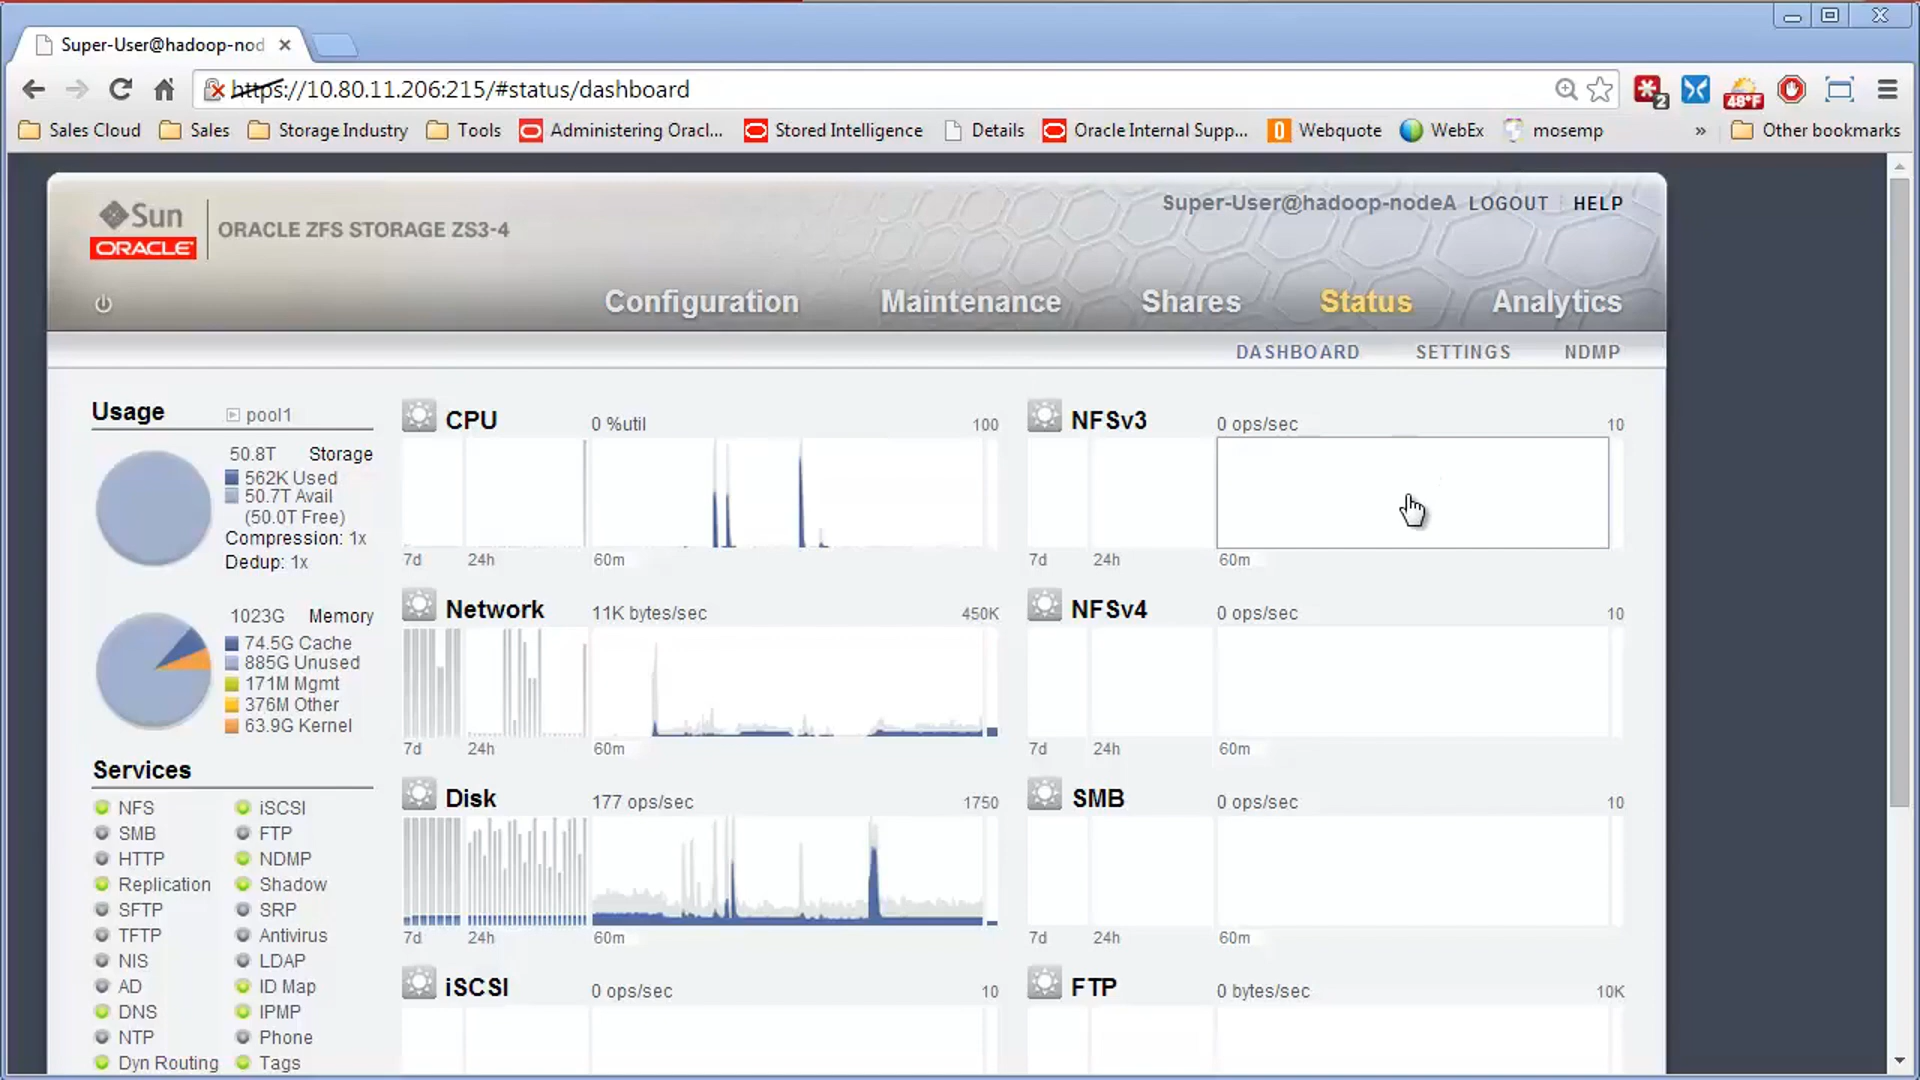 Super-User@hadoop-nod
https://10.80.11.206:215/#status/dashboard
2
48°F
Sales Cloud
Sales
Storage Industry
Tools
Administering Oracl...
Stored Intelligence
Details
Oracle Internal Supp...
Webquote
WebEx
mosemp
»
Other bookmarks
Sun
ORACLE
ORACLE ZFS STORAGE ZS3-4
Super-User@hadoop-nodeA
LOGOUT
HELP
Configuration
Maintenance
Shares
Status
Analytics
DASHBOARD
SETTINGS
NDMP
Usage
pool1
50.8T Storage
562K Used
50.7T Avail
(50.0T Free)
Compression: 1x
Dedup: 1x
1023G Memory
74.5G Cache
885G Unused
171M Mgmt
376M Other
63.9G Kernel
Services
NFS
iSCSI
SMB
FTP
HTTP
NDMP
Replication
Shadow
SFTP
SRP
TFTP
Antivirus
NIS
LDAP
AD
ID Map
DNS
IPMP
NTP
Phone
Dyn Routing
Tags
CPU
0 %util
100
7d
24h
60m
Network
11K bytes/sec
450K
7d
24h
60m
Disk
177 ops/sec
1750
7d
24h
60m
iSCSI
0 ops/sec
10
NFSv3
0 ops/sec
10
7d
24h
60m
NFSv4
0 ops/sec
10
7d
24h
60m
SMB
0 ops/sec
10
7d
24h
60m
FTP
0 bytes/sec
10K